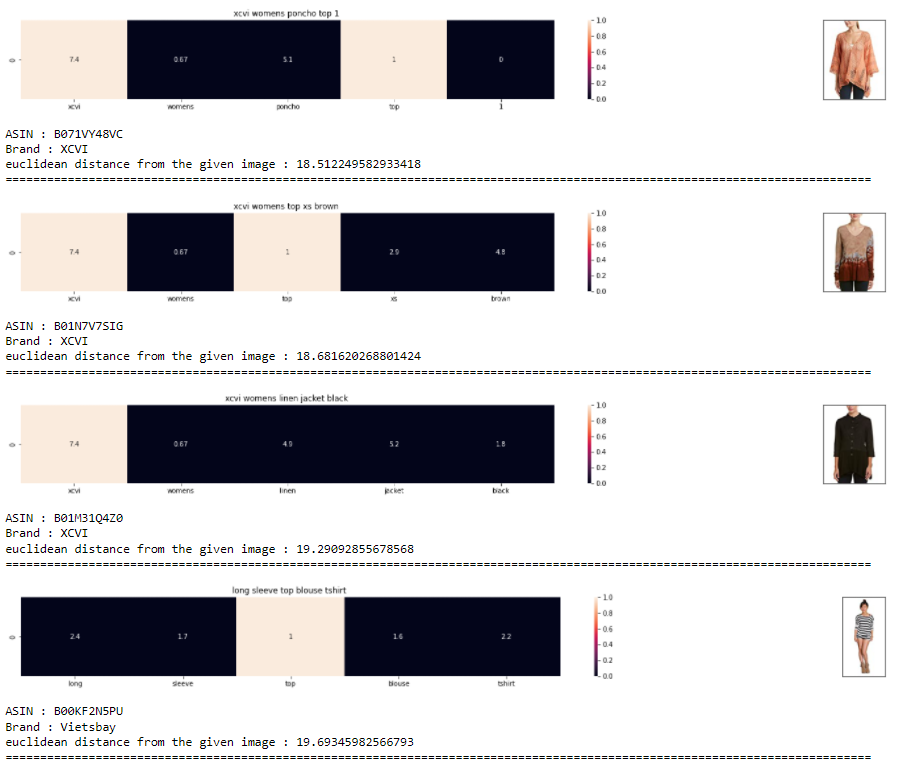 xcvi womens poncho top 1
1.0
0 7.4 0.67 5.1 1 0
0.8
0.6
0.4
0.2
0.0
xcvi womens poncho top 1
ASIN : B071VY48VC
Brand : XCVI
euclidean distance from the given image : 18.512249582933418
=============================================================================================================================
xcvi womens top xs brown
1.0
0 7.4 0.67 1 2.9 4.8
0.8
0.6
0.4
0.2
0.0
xcvi womens top xs brown
ASIN : B01N7V7SIG
Brand : XCVI
euclidean distance from the given image : 18.681620268801424
=============================================================================================================================
xcvi womens linen jacket black
1.0
0 7.4 0.67 4.9 5.2 1.8
0.8
0.6
0.4
0.2
0.0
xcvi womens linen jacket black
ASIN : B01M31Q4Z0
Brand : XCVI
euclidean distance from the given image : 19.29092855678568
=============================================================================================================================
long sleeve top blouse tshirt
1.0
0 2.4 1.7 1 1.6 2.2
0.8
0.6
0.4
0.2
0.0
long sleeve top blouse tshirt
ASIN : B00KF2N5PU
Brand : Vietsbay
euclidean distance from the given image : 19.69345982566793
=============================================================================================================================